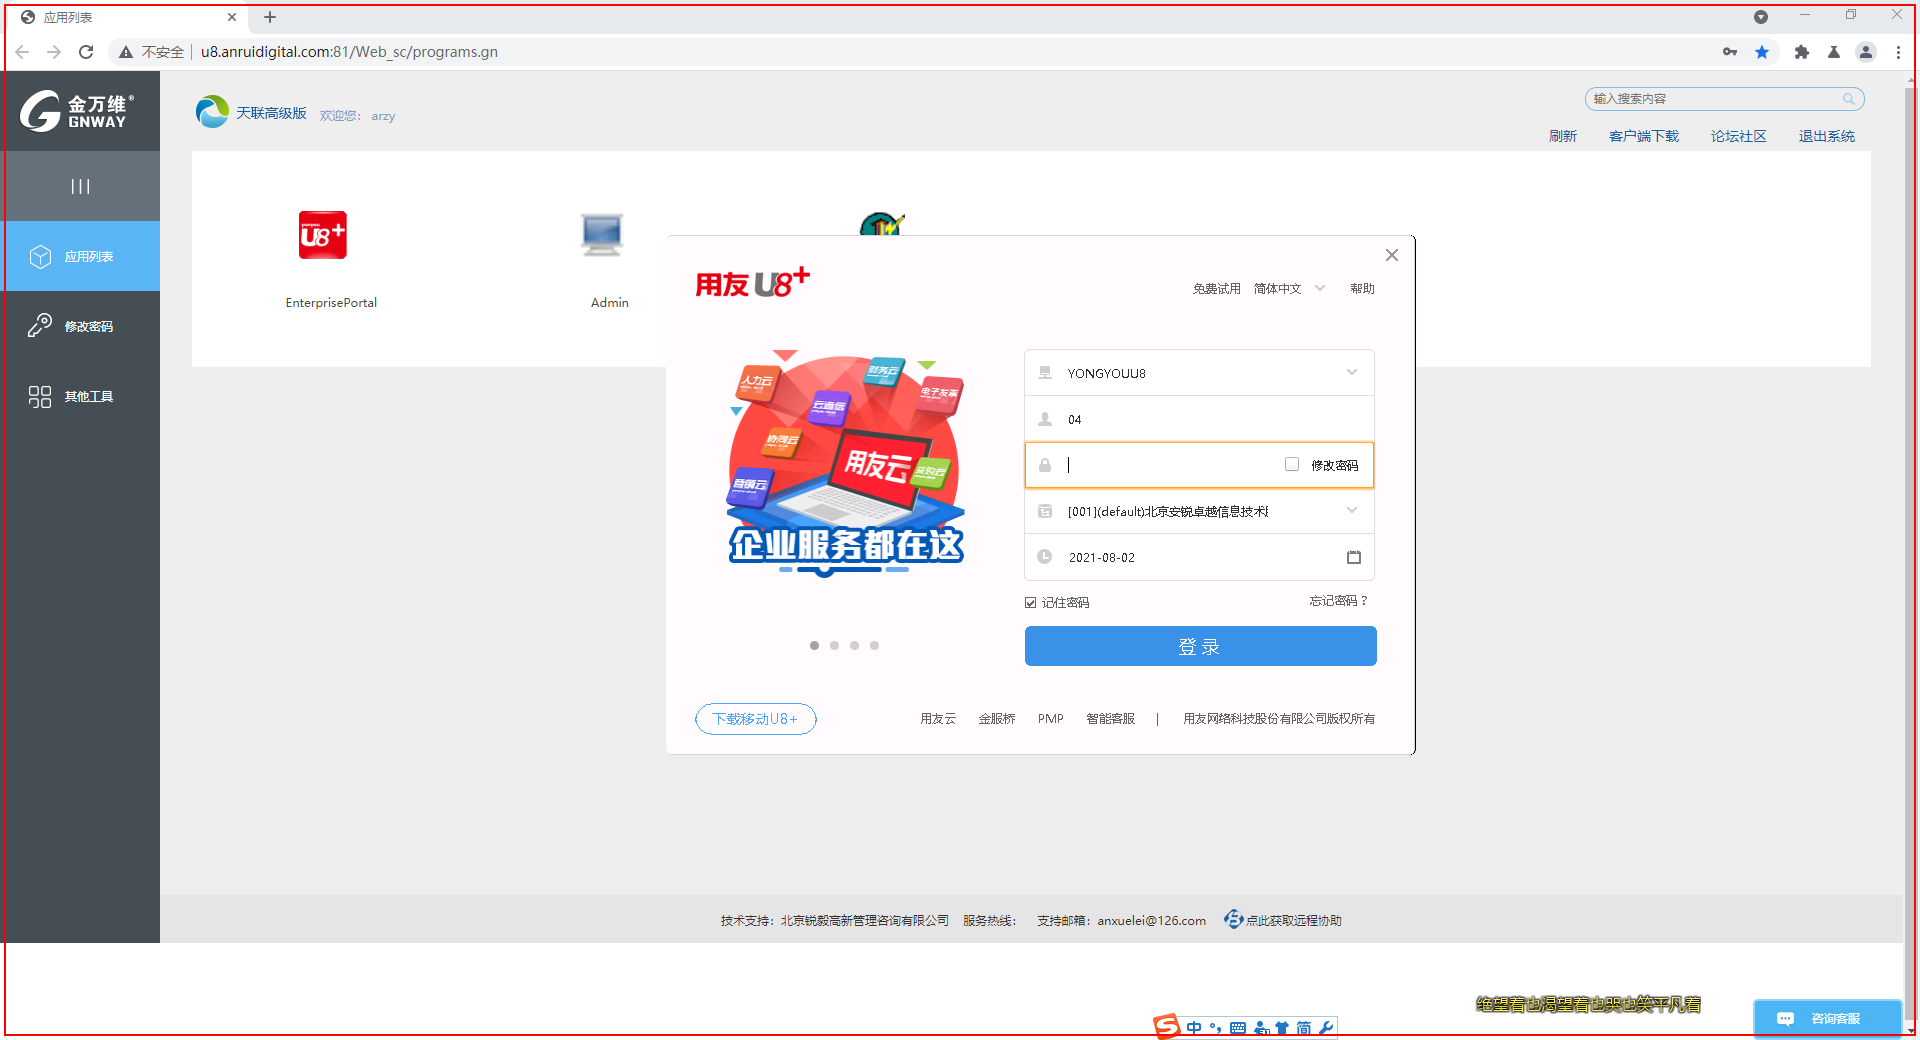 应用列表
不安全 u8.anruidigital.com:81/Web_sc/programs.gn
金万维®
GNWAY
天联高级版 欢迎您: arzy
输入搜索内容
刷新 客户端下载 论坛社区 退出系统
应用列表
修改密码
其他工具
U8+
EnterprisePortal
Admin
用友 U8+
免费试用 简体中文 帮助
人力云
财务云
电子发票
云通信
协同云
用友云
采购云
营销云
企业服务都在这
YONGYOUU8
04
修改密码
[001](default)北京安锐卓越信息技术
2021-08-02
记住密码 忘记密码?
登录
下载移动U8+
用友云 金服桥 PMP 智能客服 | 用友网络科技股份有限公司版权所有
技术支持: 北京锐毅高新管理咨询有限公司 服务热线: 支持邮箱: anxuelei@126.com 点此获取远程协助
绝望着也渴望着也哭也笑平凡着
S 中 简
咨询客服